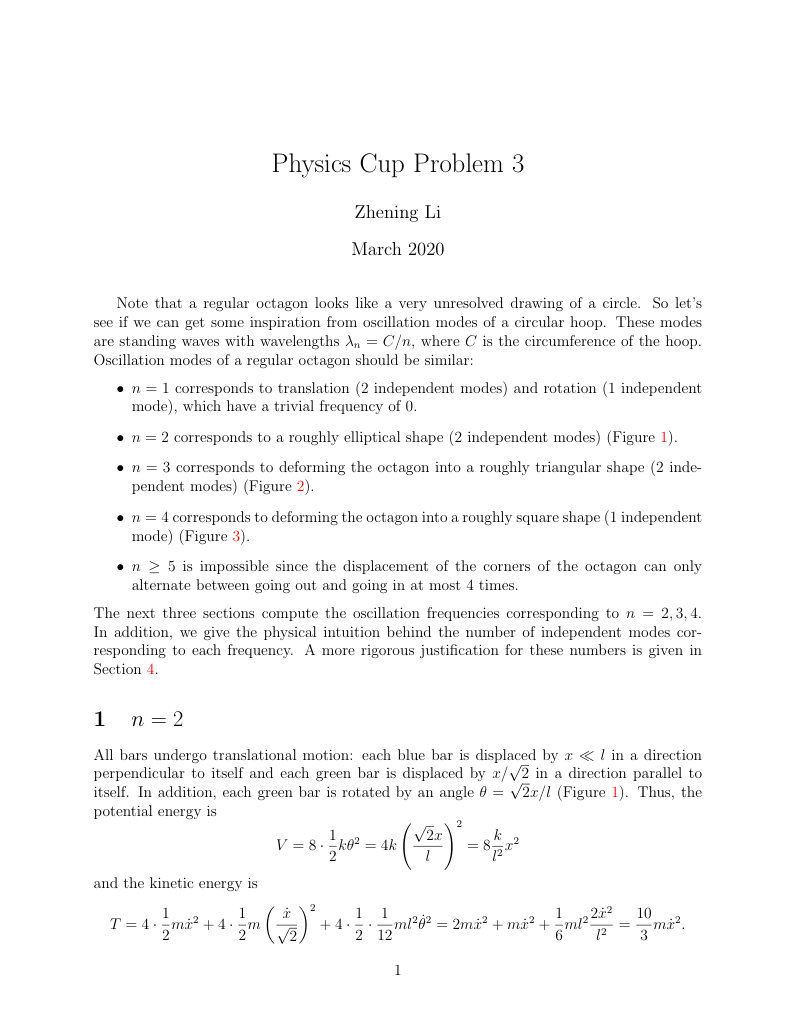 Physics Cup Problem 3
Zhening Li
March 2020
Note that a regular octagon looks like a very unresolved drawing of a circle. So let's
see if we can get some inspiration from oscillation modes of a circular hoop. These modes
are standing waves with wavelengths λₙ = C/n, where C is the circumference of the hoop.
Oscillation modes of a regular octagon should be similar:
• n = 1 corresponds to translation (2 independent modes) and rotation (1 independent
mode), which have a trivial frequency of 0.
• n = 2 corresponds to a roughly elliptical shape (2 independent modes) (Figure 1).
• n = 3 corresponds to deforming the octagon into a roughly triangular shape (2 inde-
pendent modes) (Figure 2).
• n = 4 corresponds to deforming the octagon into a roughly square shape (1 independent
mode) (Figure 3).
• n ≥ 5 is impossible since the displacement of the corners of the octagon can only
alternate between going out and going in at most 4 times.
The next three sections compute the oscillation frequencies corresponding to n = 2, 3, 4.
In addition, we give the physical intuition behind the number of independent modes cor-
responding to each frequency. A more rigorous justification for these numbers is given in
Section 4.
1 n = 2
All bars undergo translational motion: each blue bar is displaced by x ≪ l in a direction
perpendicular to itself and each green bar is displaced by x/√2 in a direction parallel to
itself. In addition, each green bar is rotated by an angle θ = √2x/l (Figure 1). Thus, the
potential energy is
V = 8 · 1/2 kθ² = 4k (√2x/l)² = 8 k/l² x²
and the kinetic energy is
T = 4 · 1/2 mẋ² + 4 · 1/2 m (ẋ/√2)² + 4 · 1/2 · 1/12 ml²θ̇² = 2mẋ² + mẋ² + 1/6 ml² 2ẋ²/l² = 10/3 mẋ².
1